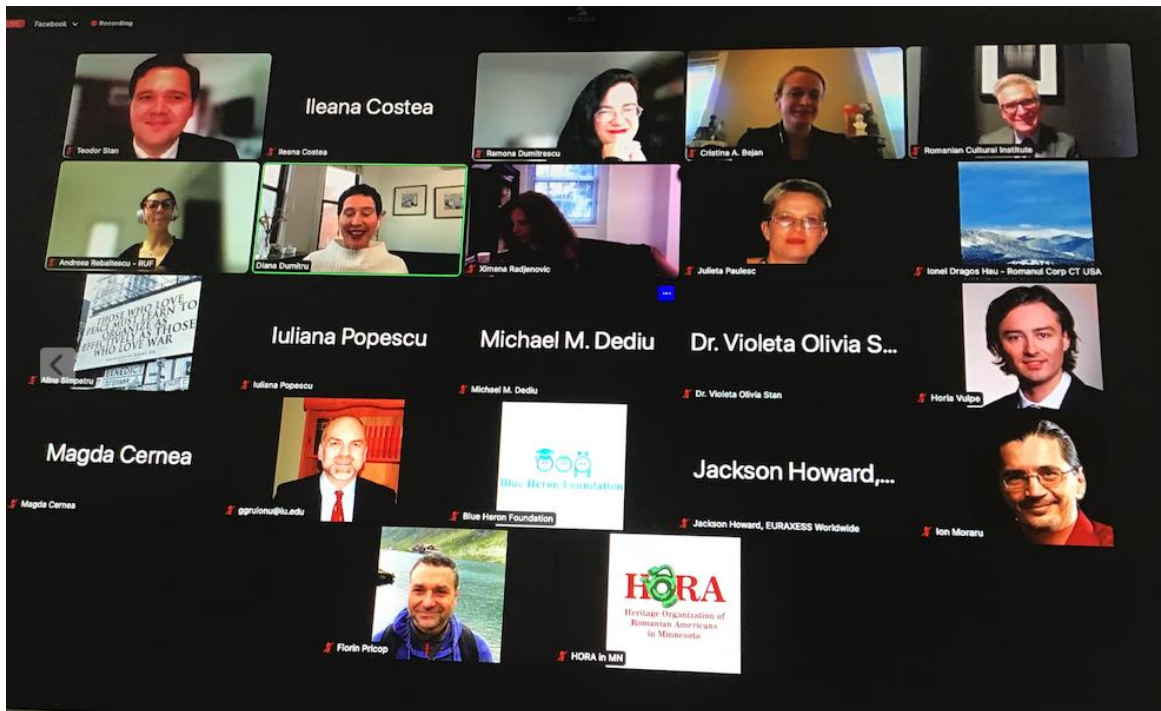 LIVE Facebook Recording
Teodor Stan
Ileana Costea
Ileana Costea
Ramona Dumitrescu
Cristina A. Bejan
Romanian Cultural Institute
Andreea Rebaltescu - RUF
Diana Dumitru
Ximena Radjenovic
Julieta Paulesc
Ionel Dragos Hau - Romanul Corp CT USA
THOSE WHO LOVE
PEACE MUST LEARN TO
ORGANIZE AS
EFFECTIVELY AS THOSE
WHO LOVE WAR
BENEDICT
Alina Simpetru
Iuliana Popescu
Iuliana Popescu
Michael M. Dediu
Michael M. Dediu
Dr. Violeta Olivia S...
Dr. Violeta Olivia Stan
Horia Vulpe
Magda Cernea
Magda Cernea
ggruionu@iu.edu
Blue Heron Foundation
Blue Heron Foundation
Jackson Howard,...
Jackson Howard, EURAXESS Worldwide
Ion Moraru
Florin Pricop
HORA
Heritage Organization of
Romanian Americans
in Minnesota
HORA in MN